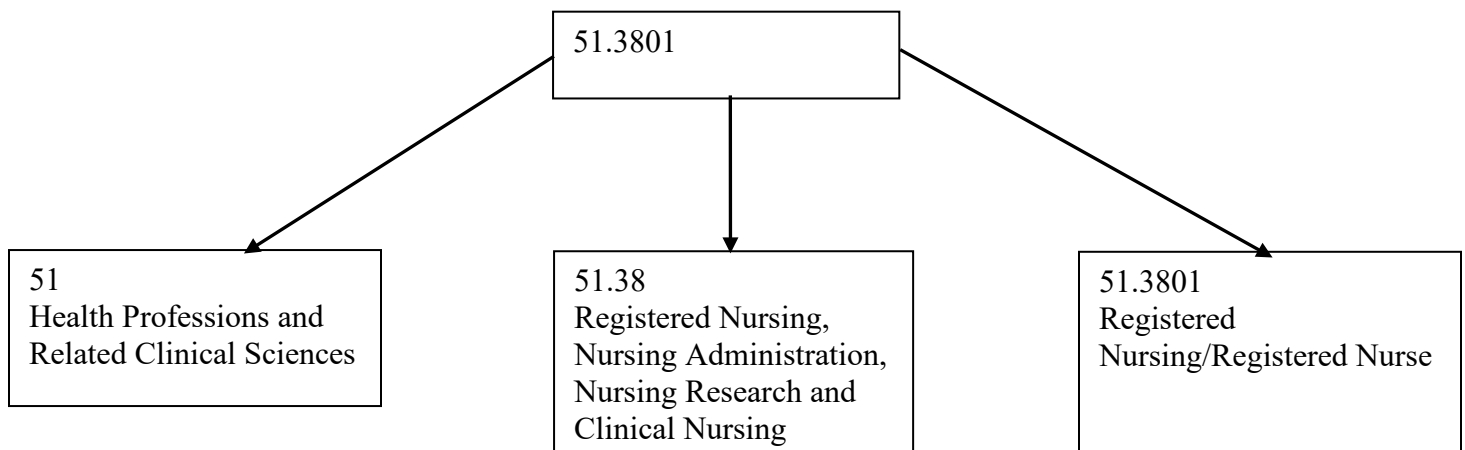 51.3801
51
Health Professions and
Related Clinical Sciences
51.38
Registered Nursing,
Nursing Administration,
Nursing Research and
Clinical Nursing
51.3801
Registered
Nursing/Registered Nurse